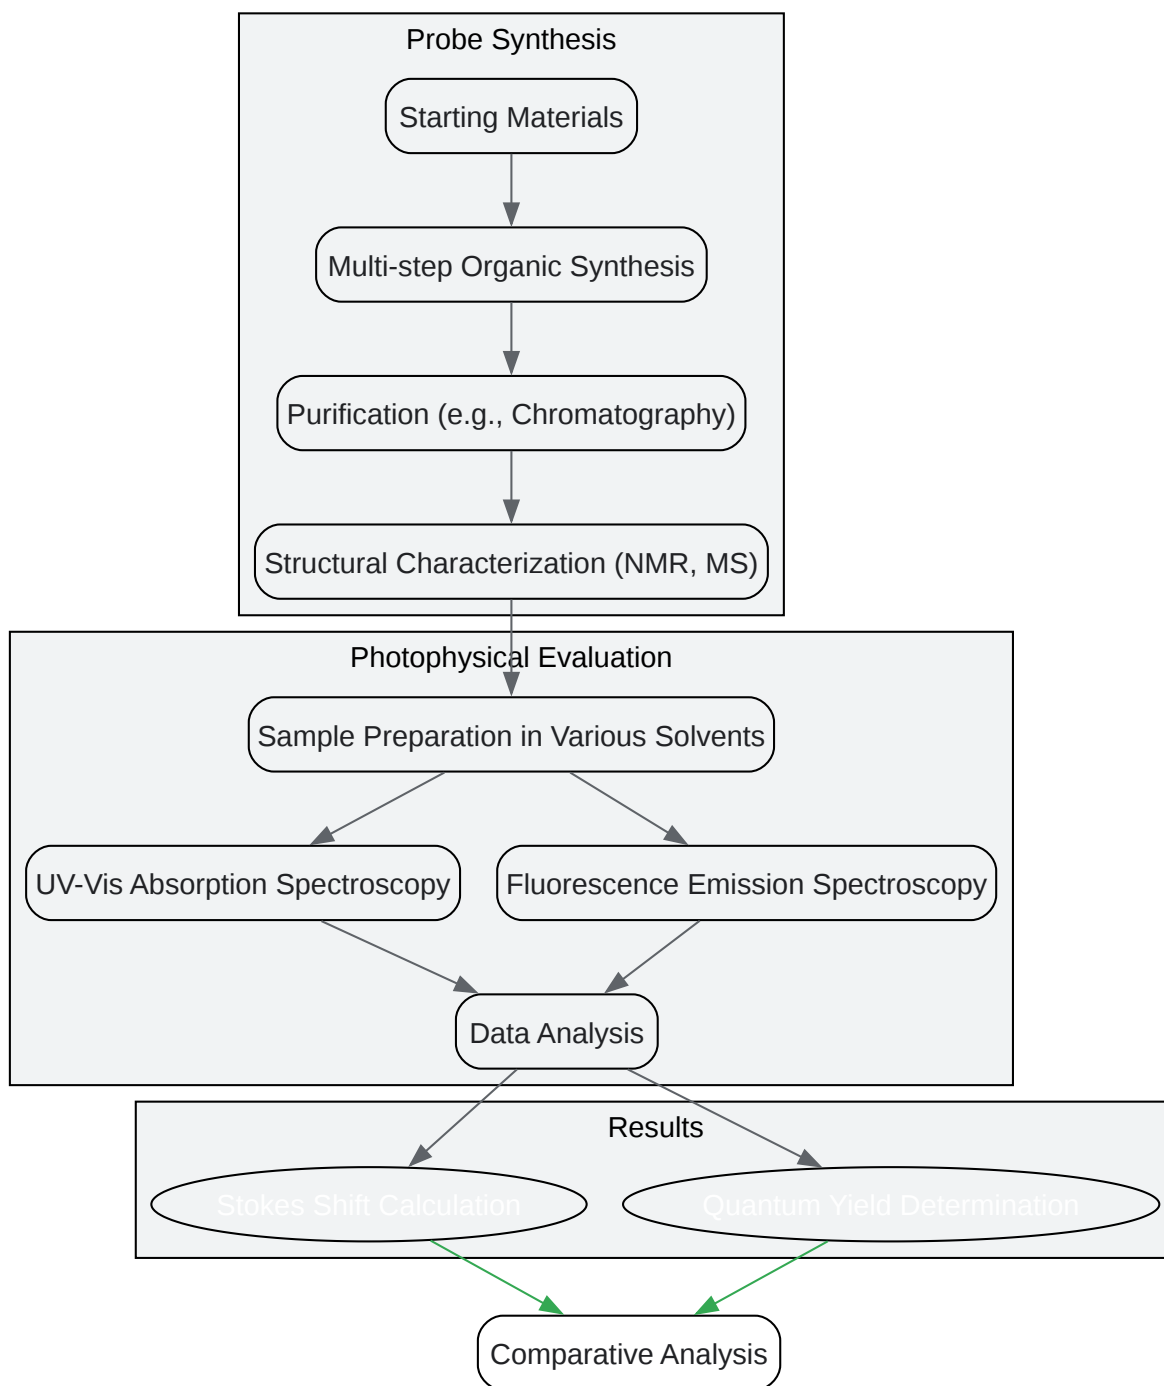 Probe Synthesis
Starting Materials
Multi-step Organic Synthesis
Purification (e.g., Chromatography)
Structural Characterization (NMR, MS)
Photophysical Evaluation
Sample Preparation in Various Solvents
UV-Vis Absorption Spectroscopy
Fluorescence Emission Spectroscopy
Data Analysis
Results
Stokes Shift Calculation
Quantum Yield Determination
Comparative Analysis